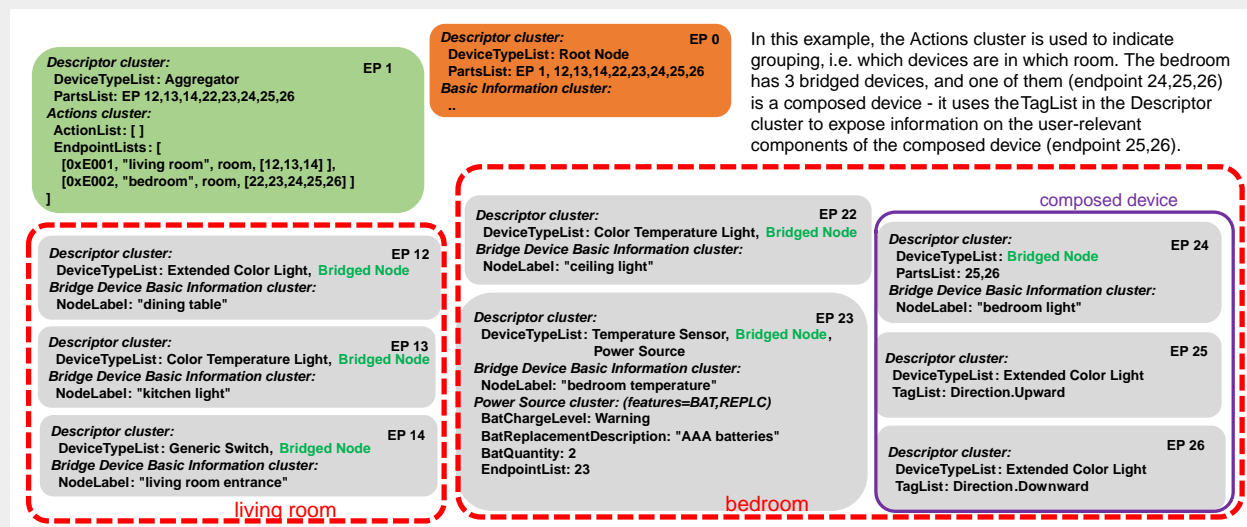 Descriptor cluster:
EP 1
DeviceTypeList: Aggregator
PartsList: EP 12,13,14,22,23,24,25,26
Actions cluster:
ActionList: [ ]
EndpointLists: [
[0xE001, "living room", room, [12,13,14] ],
[0xE002, "bedroom", room, [22,23,24,25,26] ]
]
Descriptor cluster:
EP 0
DeviceTypeList: Root Node
PartsList: EP 1, 12,13,14,22,23,24,25,26
Basic Information cluster:
..
In this example, the Actions cluster is used to indicate
grouping, i.e. which devices are in which room. The bedroom
has 3 bridged devices, and one of them (endpoint 24,25,26)
is a composed device - it uses theTagList in the Descriptor
cluster to expose information on the user-relevant
components of the composed device (endpoint 25,26).
Descriptor cluster:
EP 12
DeviceTypeList: Extended Color Light, Bridged Node
Bridge Device Basic Information cluster:
NodeLabel: "dining table"
Descriptor cluster:
EP 13
DeviceTypeList: Color Temperature Light, Bridged Node
Bridge Device Basic Information cluster:
NodeLabel: "kitchen light"
Descriptor cluster:
EP 14
DeviceTypeList: Generic Switch, Bridged Node
Bridge Device Basic Information cluster:
NodeLabel: "living room entrance"
living room
Descriptor cluster:
EP 22
DeviceTypeList: Color Temperature Light, Bridged Node
Bridge Device Basic Information cluster:
NodeLabel: "ceiling light"
Descriptor cluster:
EP 23
DeviceTypeList: Temperature Sensor, Bridged Node,
Power Source
Bridge Device Basic Information cluster:
NodeLabel: "bedroom temperature"
Power Source cluster: (features=BAT,REPLC)
BatChargeLevel: Warning
BatReplacementDescription: "AAA batteries"
BatQuantity: 2
EndpointList: 23
bedroom
composed device
Descriptor cluster:
EP 24
DeviceTypeList: Bridged Node
PartsList: 25,26
Bridge Device Basic Information cluster:
NodeLabel: "bedroom light"
Descriptor cluster:
EP 25
DeviceTypeList: Extended Color Light
TagList: Direction.Upward
Descriptor cluster:
EP 26
DeviceTypeList: Extended Color Light
TagList: Direction.Downward